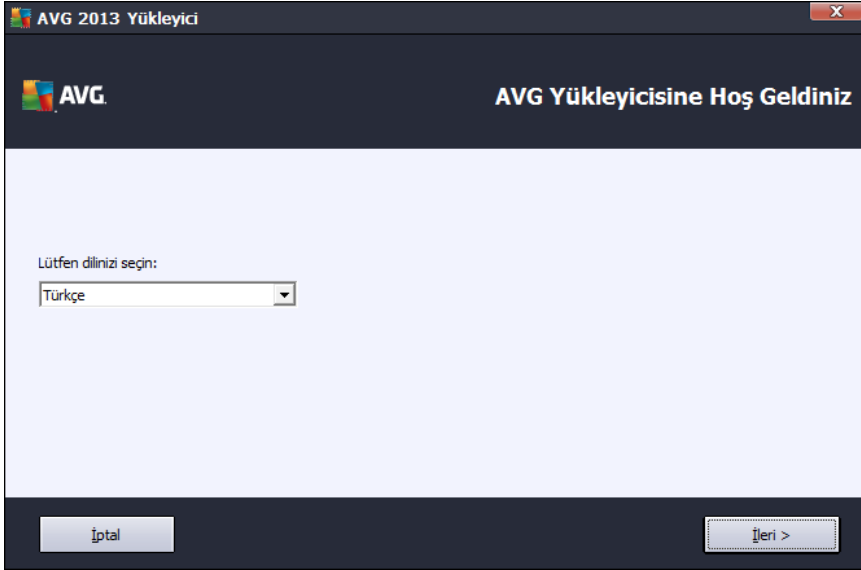 AVG 2013 Yükleyici
AVG
AVG Yükleyicisine Hoş Geldiniz
Lütfen dilinizi seçin:
Türkçe
İptal
İleri >